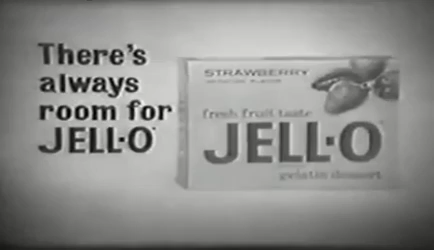 There's
always
room for
JELL-O
STRAWBERRY
fresh fruit taste
JELL-O
gelatin dessert